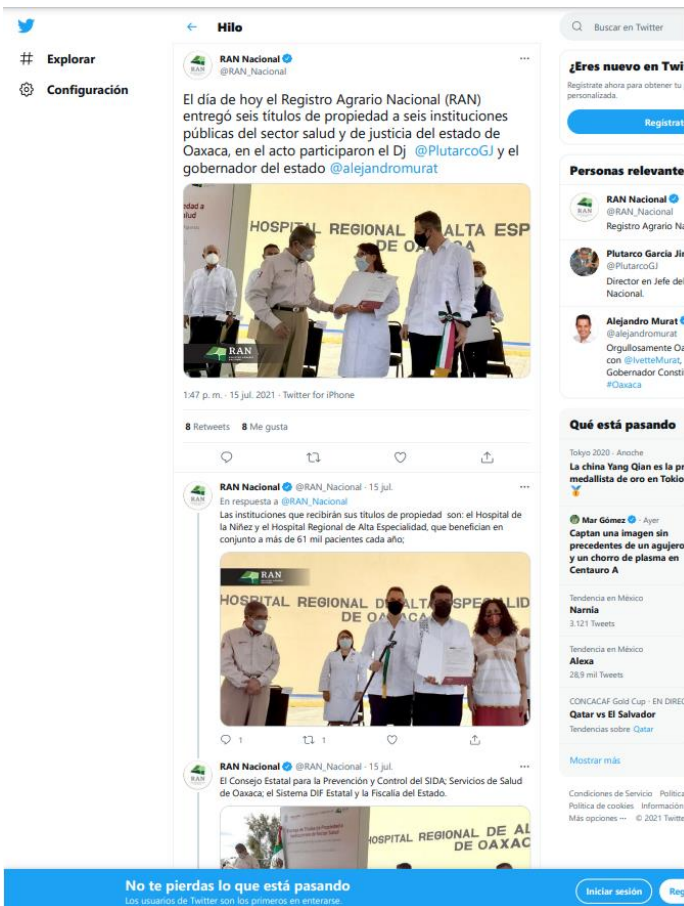 Hilo
Explorar
Configuración
RAN Nacional
@RAN_Nacional
El día de hoy el Registro Agrario Nacional (RAN)
entregó seis títulos de propiedad a seis instituciones
públicas del sector salud y de justicia del estado de
Oaxaca, en el acto participaron el Dj @PlutarcoGJ y el
gobernador del estado @alejandromurat
HOSPITAL REGIONAL ALTA ESP
DE OA ACA
RAN
1:47 p. m. · 15 jul. 2021 · Twitter for iPhone
8 Retweets 8 Me gusta
RAN Nacional @RAN_Nacional · 15 jul.
En respuesta a @RAN_Nacional
Las instituciones que recibirán sus títulos de propiedad son: el Hospital de
la Niñez y el Hospital Regional de Alta Especialidad, que benefician en
conjunto a más de 61 mil pacientes cada año;
RAN
HOSPITAL REGIONAL D ALTA SPE LID
DE OA ACA
1 1
RAN Nacional @RAN_Nacional · 15 jul.
El Consejo Estatal para la Prevención y Control del SIDA; Servicios de Salud
de Oaxaca; el Sistema DIF Estatal y la Fiscalía del Estado.
HOSPITAL REGIONAL DE AL
DE OAXAC
Buscar en Twitter
¿Eres nuevo en Twi
Regístrate ahora para obtener tu
personalizada.
Regístrat
Personas relevante
RAN Nacional
@RAN_Nacional
Registro Agrario Na
Plutarco García Jir
@PlutarcoGJ
Director en Jefe del
Nacional.
Alejandro Murat
@alejandromurat
Orgullosamente Oa
con @IvetteMurat,
Gobernador Consti
#Oaxaca
Qué está pasando
Tokyo 2020 · Anoche
La china Yang Qian es la pr
medallista de oro en Tokio
Mar Gómez · Ayer
Captan una imagen sin
precedentes de un agujero
y un chorro de plasma en
Centauro A
Tendencia en México
Narnia
3.121 Tweets
Tendencia en México
Alexa
28,9 mil Tweets
CONCACAF Gold Cup · EN DIREC
Qatar vs El Salvador
Tendencias sobre Qatar
Mostrar más
Condiciones de Servicio Política
Política de cookies Información
Más opciones © 2021 Twitte
No te pierdas lo que está pasando
Los usuarios de Twitter son los primeros en enterarse.
Iniciar sesión
Reg